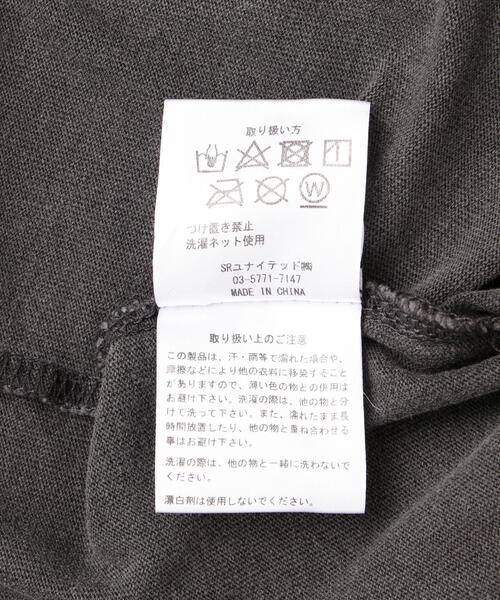 取り扱い方
W
つけ置き禁止
洗濯ネット使用
SRユナイテッド㈱
03-5771-7147
MADE IN CHINA
取り扱い上のご注意
この製品は、汗・雨等で濡れた場合や、
摩擦などにより他の衣料に移染すること
がありますので、薄い色の物との併用は
お避け下さい。洗濯の際は、他の物と分
けて洗って下さい。また、濡れたまま長
時間放置したり、他の物と重ね合わせる
事はお避け下さい。
洗濯の際は、他の物と一緒に洗わないで
ください。
漂白剤は使用しないでください。